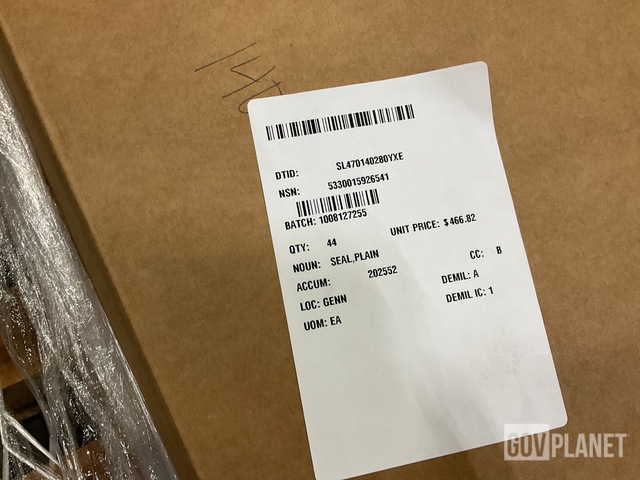 140
DTID: SL470140280YXE
NSN: 5330015926541
BATCH: 1008127255
QTY: 44 UNIT PRICE: $466.82
NOUN: SEAL,PLAIN CC: B
ACCUM: 202552 DEMIL: A
LOC: GENN DEMIL IC: 1
UOM: EA
GOVPLANET